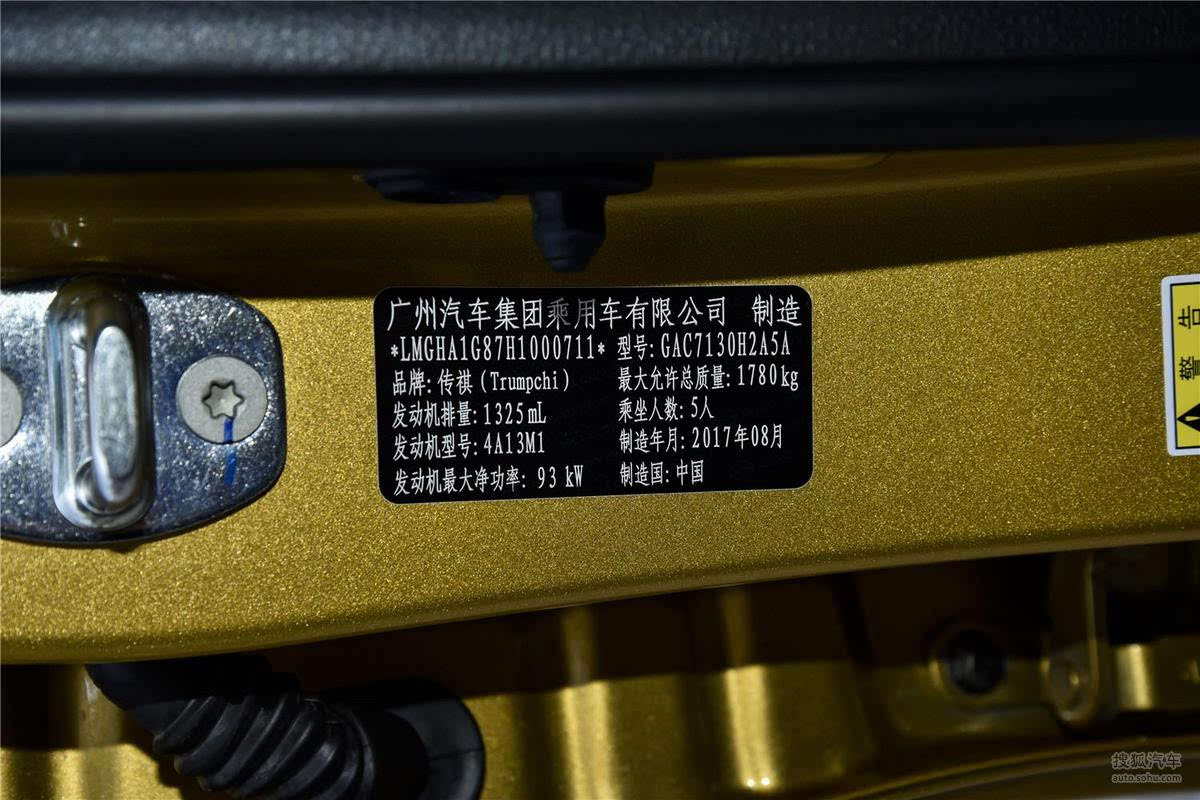 广州汽车集团乘用车有限公司 制造
*LMGHA1G87H1000711* 型号: GAC7130H2A5A
品牌: 传祺 (Trumpchi) 最大允许总质量: 1780kg
发动机排量: 1325mL 乘坐人数: 5人
发动机型号: 4A13M1 制造年月: 2017年08月
发动机最大净功率: 93 kW 制造国: 中国
警告
搜狐汽车
auto.sohu.com